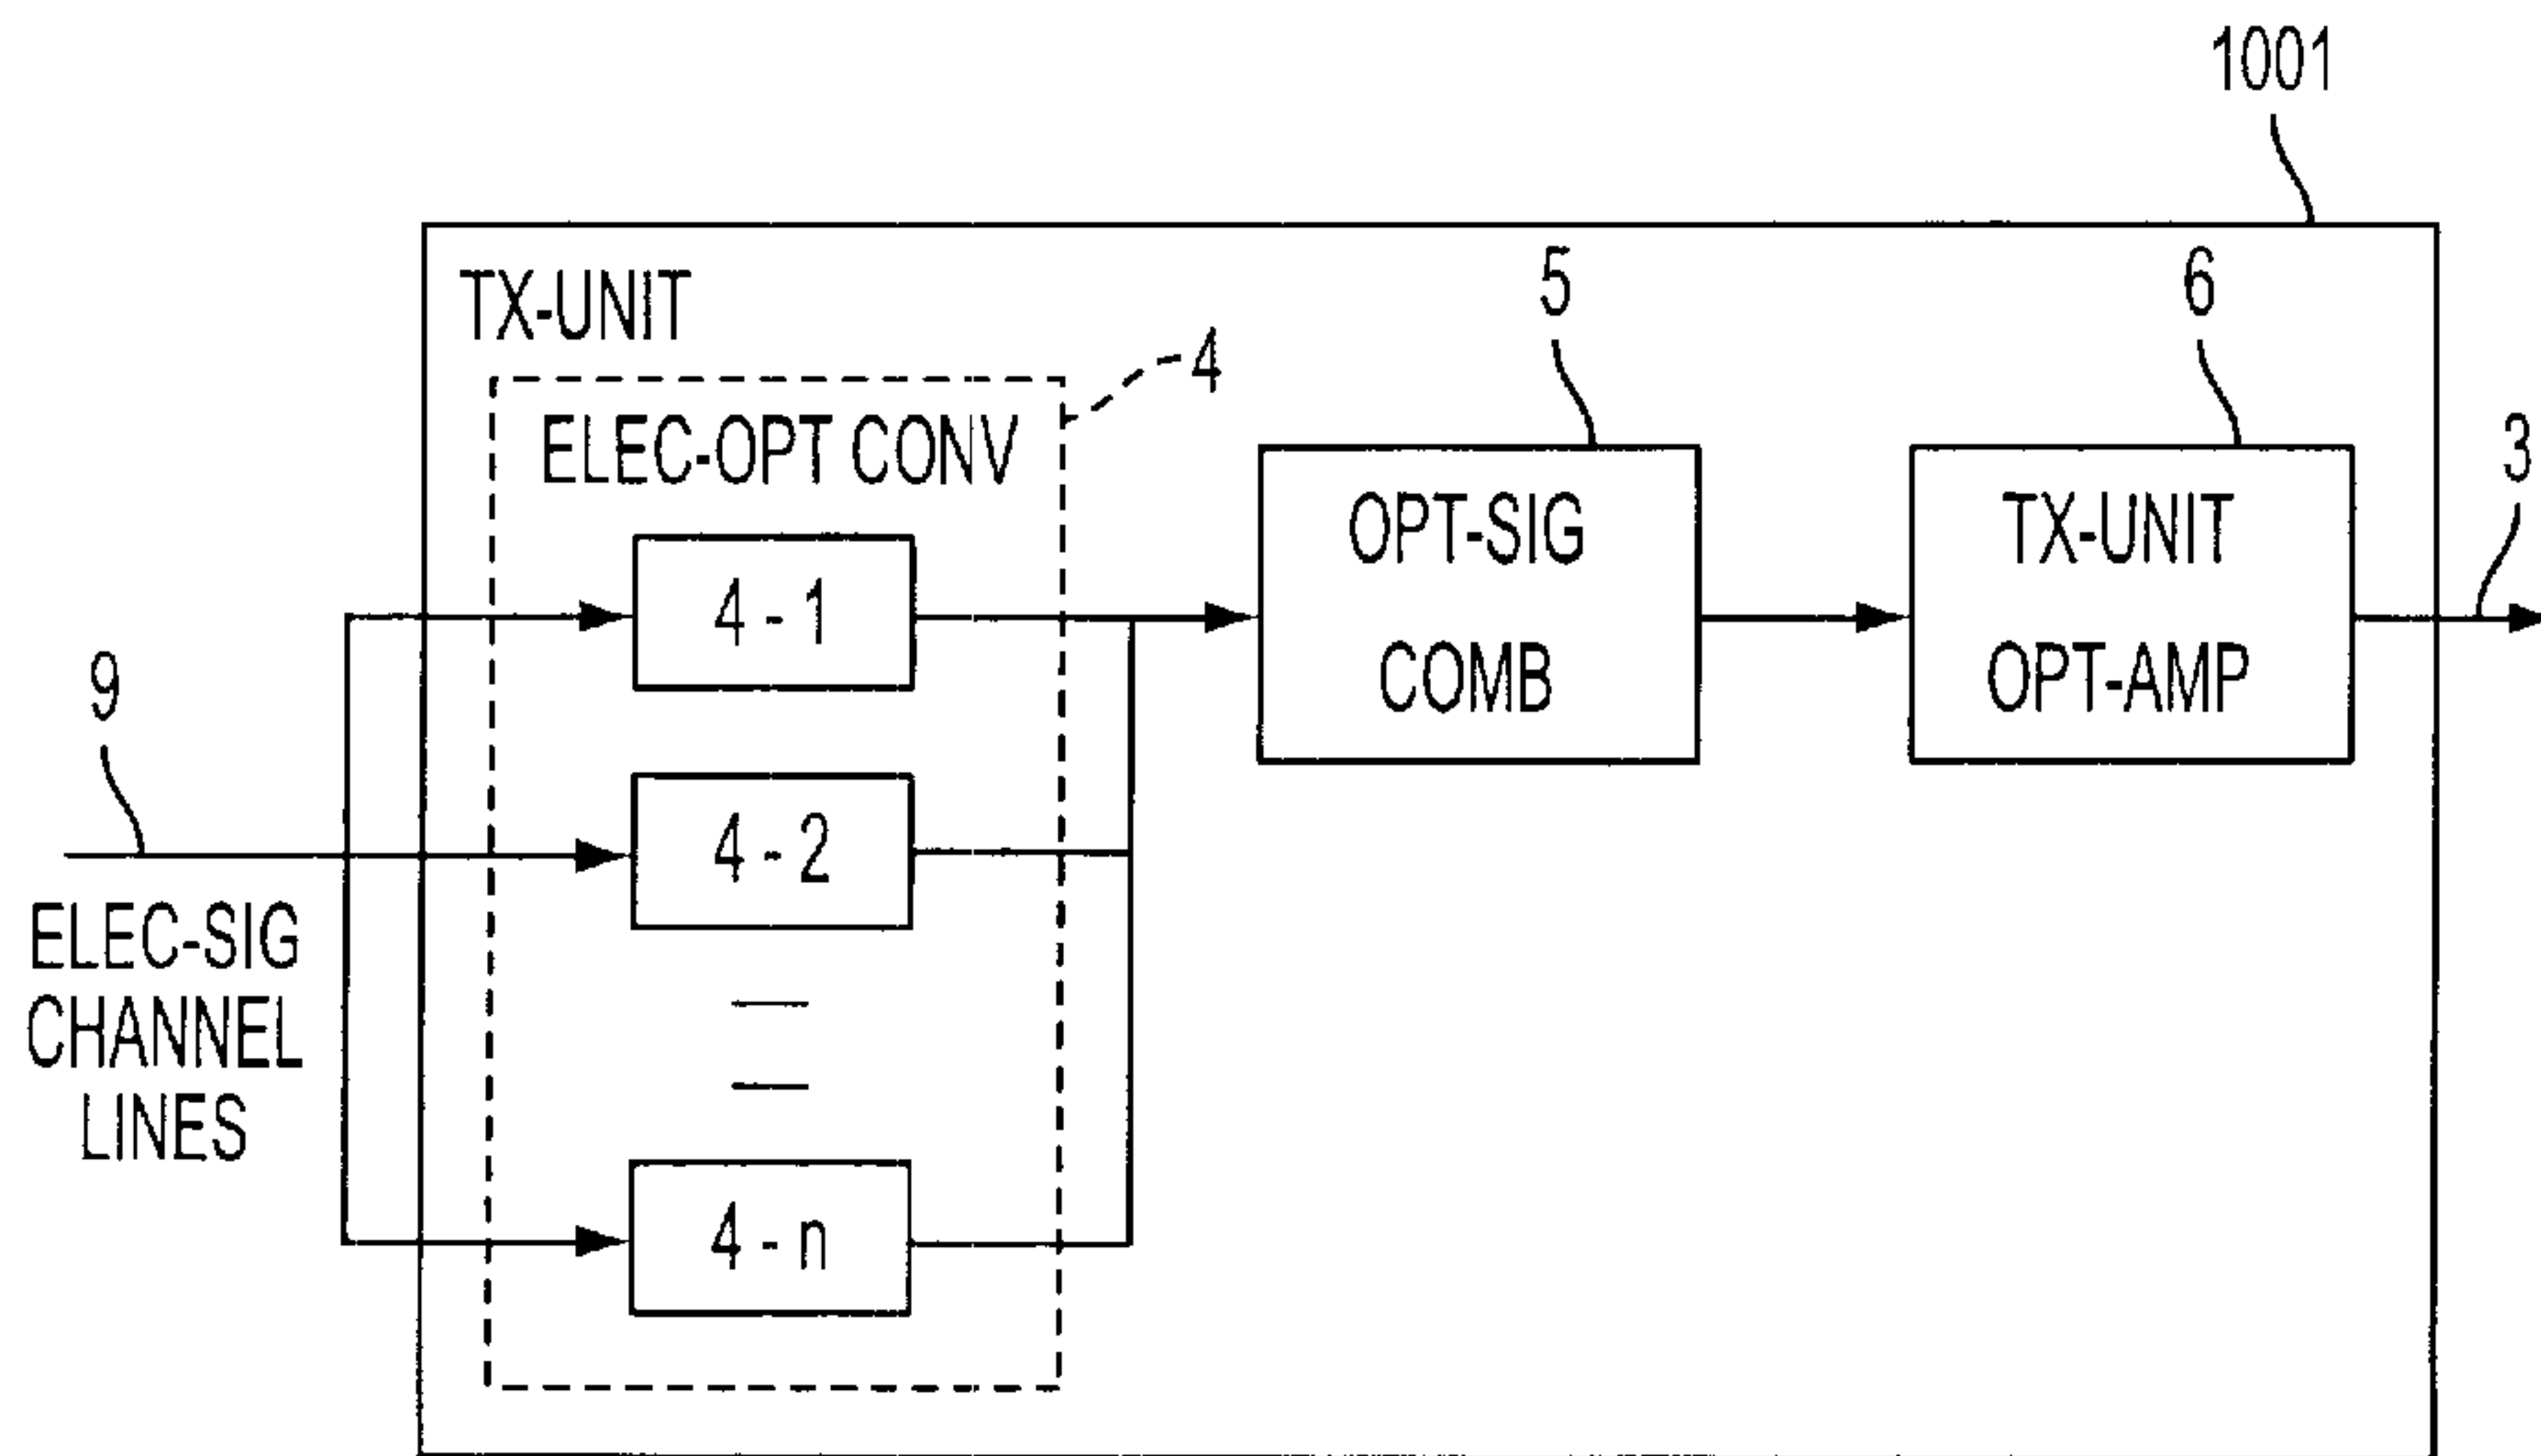 1001
TX-UNIT
5
6
4
ELEC-OPT CONV
3
OPT-SIG
COMB
TX-UNIT
OPT-AMP
4 - 1
9
4 - 2
ELEC-SIG
CHANNEL
LINES
4 - n